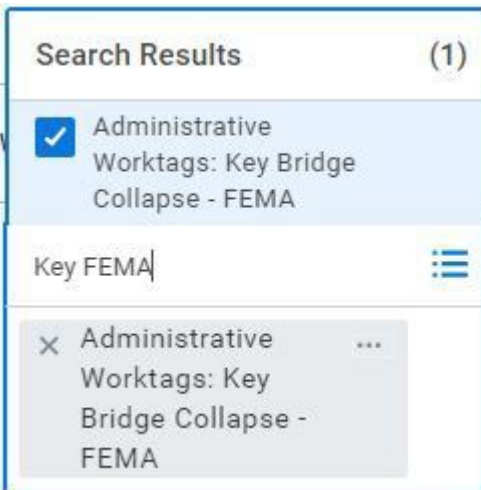 Search Results (1)
Administrative
Worktags: Key Bridge
Collapse - FEMA
Key FEMA
Administrative
Worktags: Key
Bridge Collapse -
FEMA